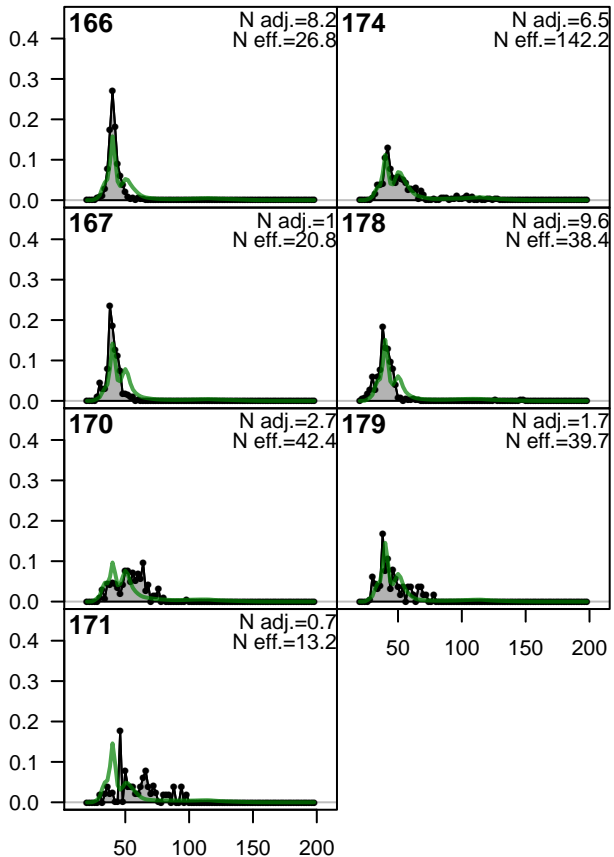 166 N adj.=8.2
N eff.=26.8
174 N adj.=6.5
N eff.=142.2
0.4
0.3
0.2
0.1
0.0
167 N adj.=1
N eff.=20.8
178 N adj.=9.6
N eff.=38.4
0.4
0.3
0.2
0.1
0.0
170 N adj.=2.7
N eff.=42.4
179 N adj.=1.7
N eff.=39.7
0.4
0.3
0.2
0.1
0.0
50 100 150 200
171 N adj.=0.7
N eff.=13.2
0.4
0.3
0.2
0.1
0.0
50 100 150 200